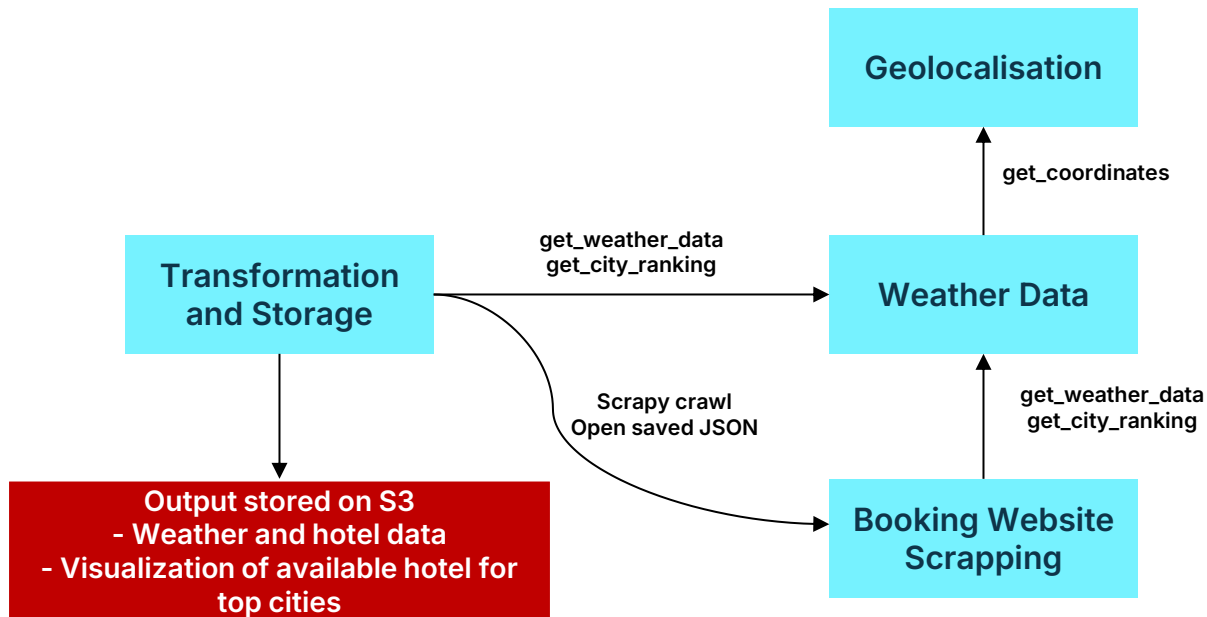 Geolocalisation
get_coordinates
get_weather_data
get_city_ranking
Transformation
and Storage
Weather Data
Scrapy crawl
Open saved JSON
get_weather_data
get_city_ranking
Output stored on S3
- Weather and hotel data
- Visualization of available hotel for
top cities
Booking Website
Scrapping